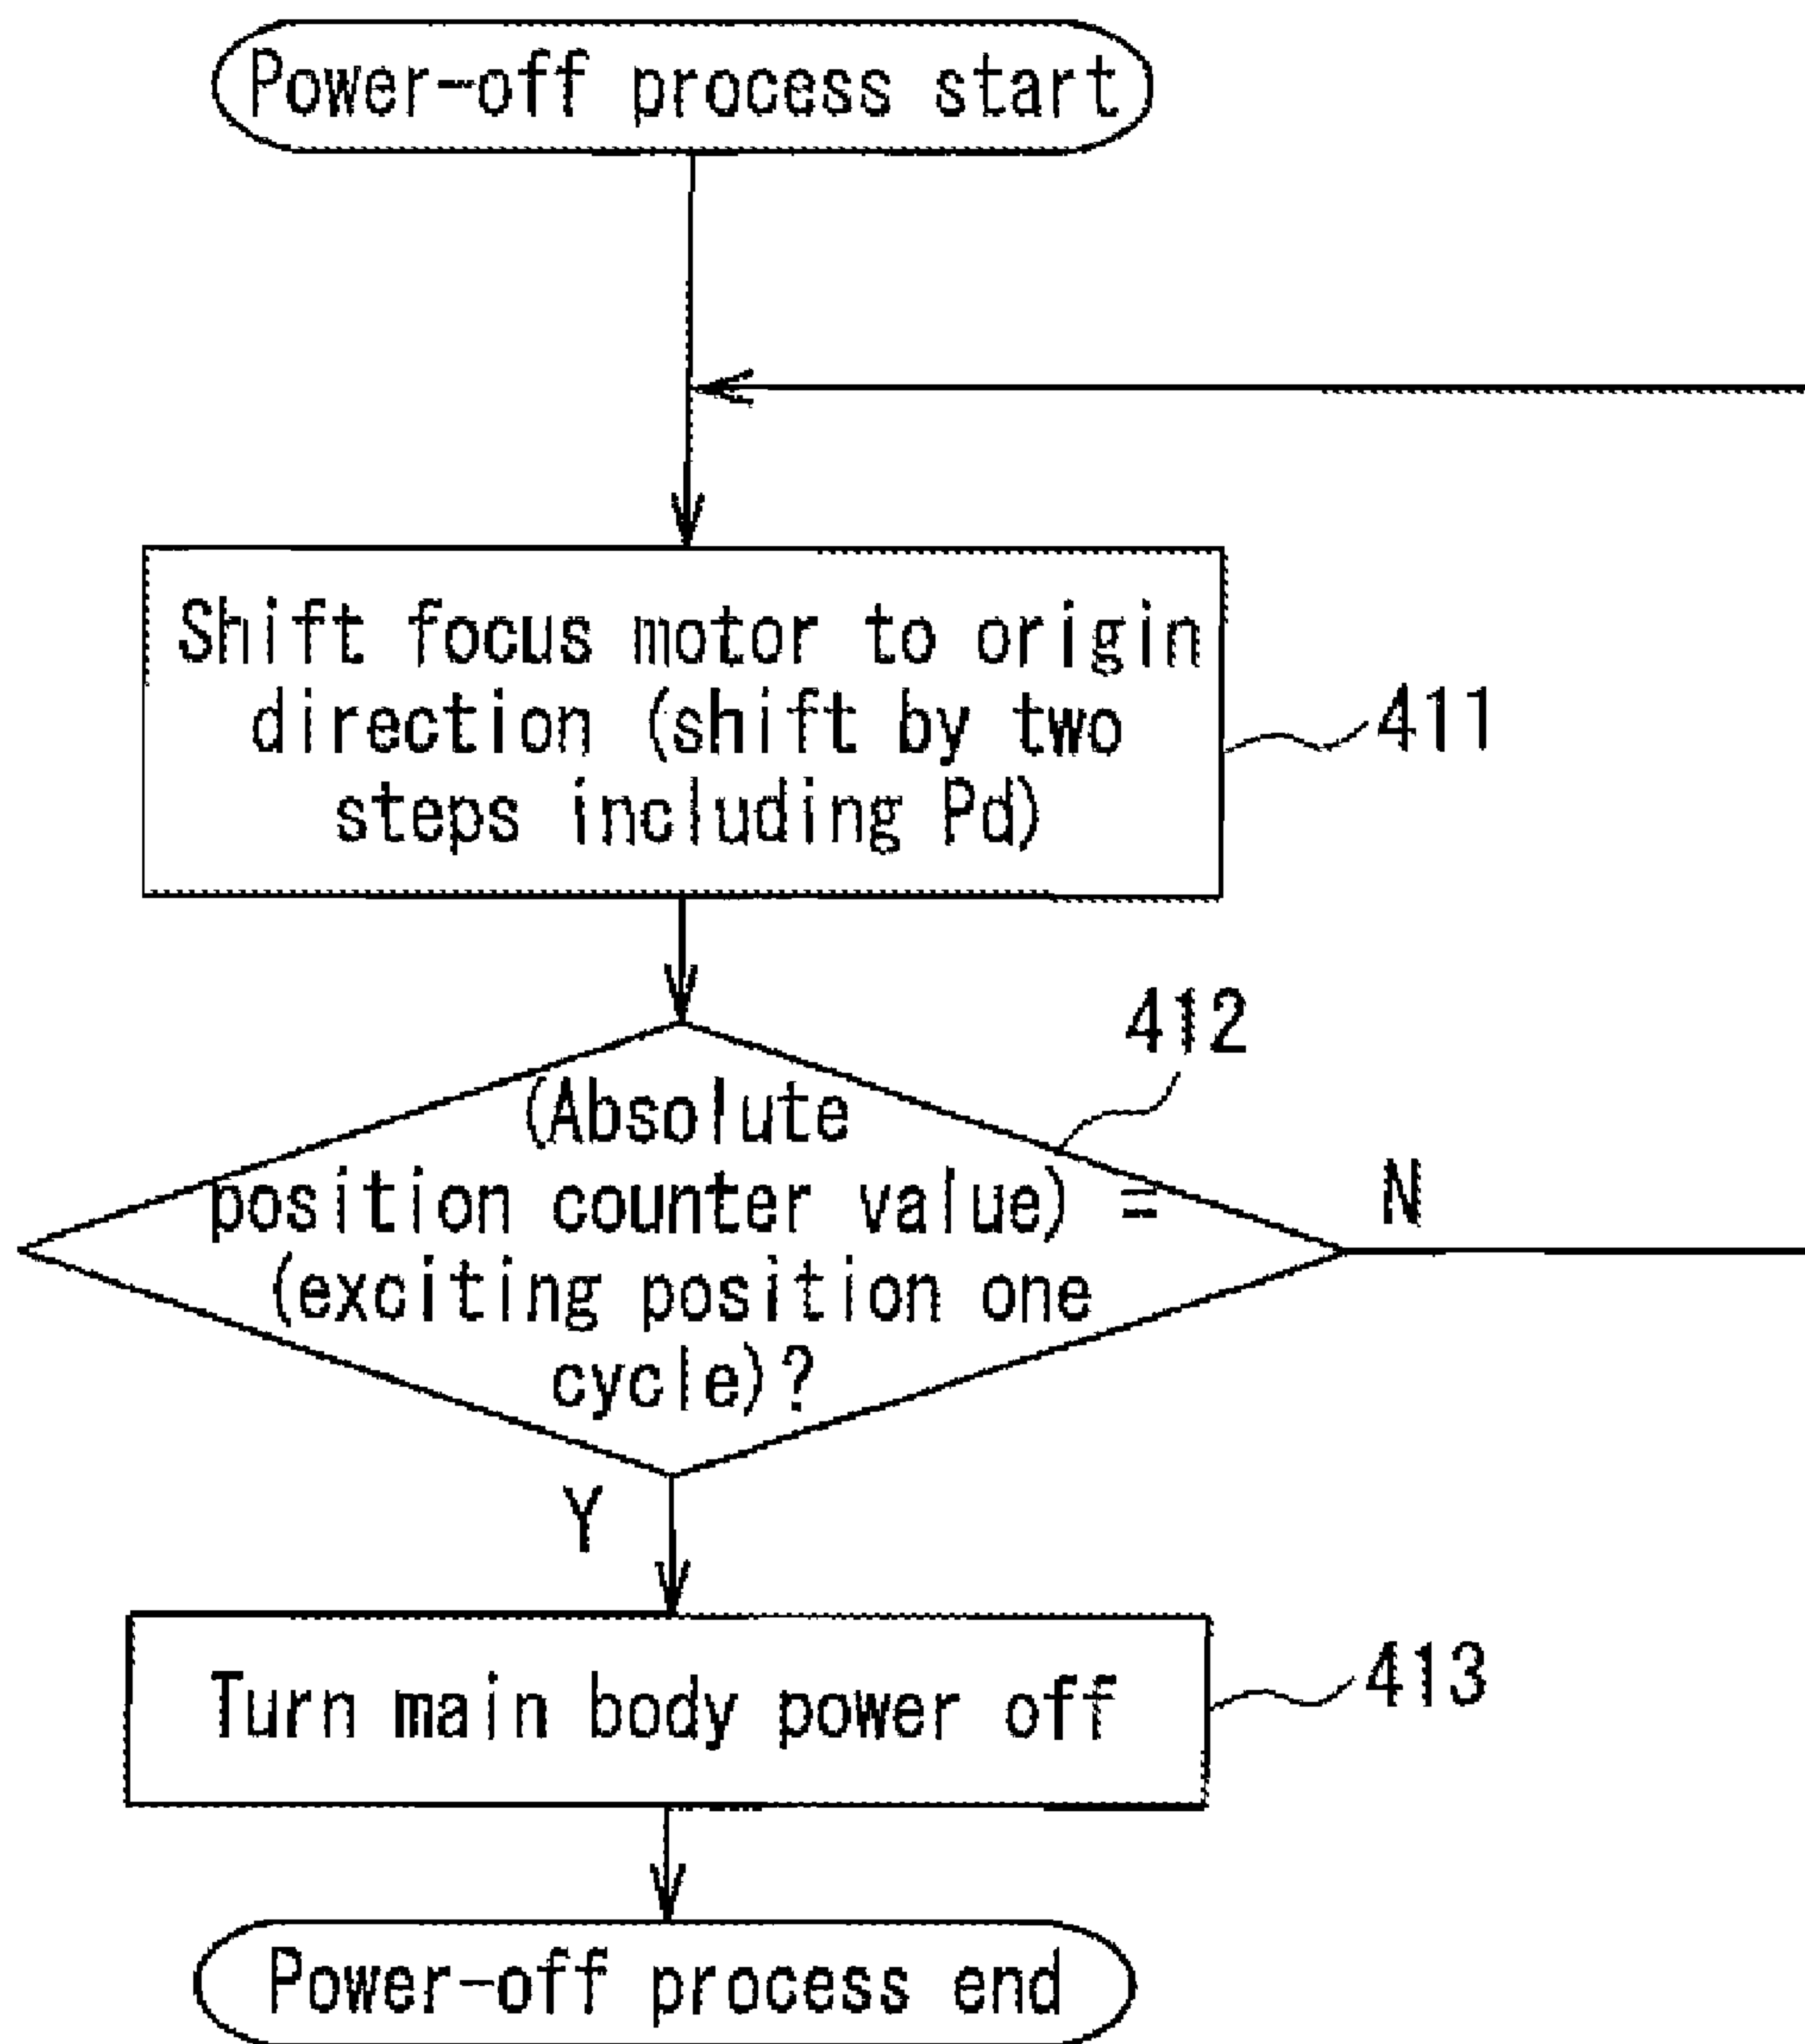 Power-off process start
Shift focus motor to origin
direction (shift by two
steps including Pd)
411
412
(Absolute
position counter value) =
(exciting position one
cycle)?
N
Y
Turn main body power off
413
Power-off process end